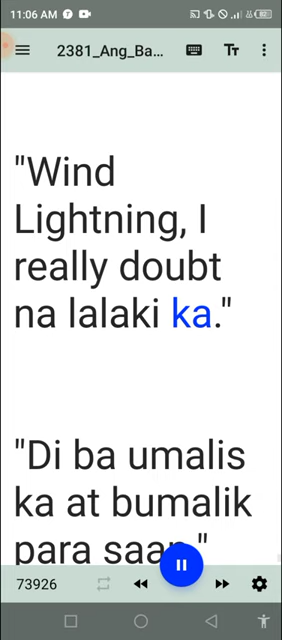 11:06 AM
2381_Ang_Ba...
"Wind
Lightning, I
really doubt
na lalaki ka."
"Di ba umalis
ka at bumalik
para saan."
73926